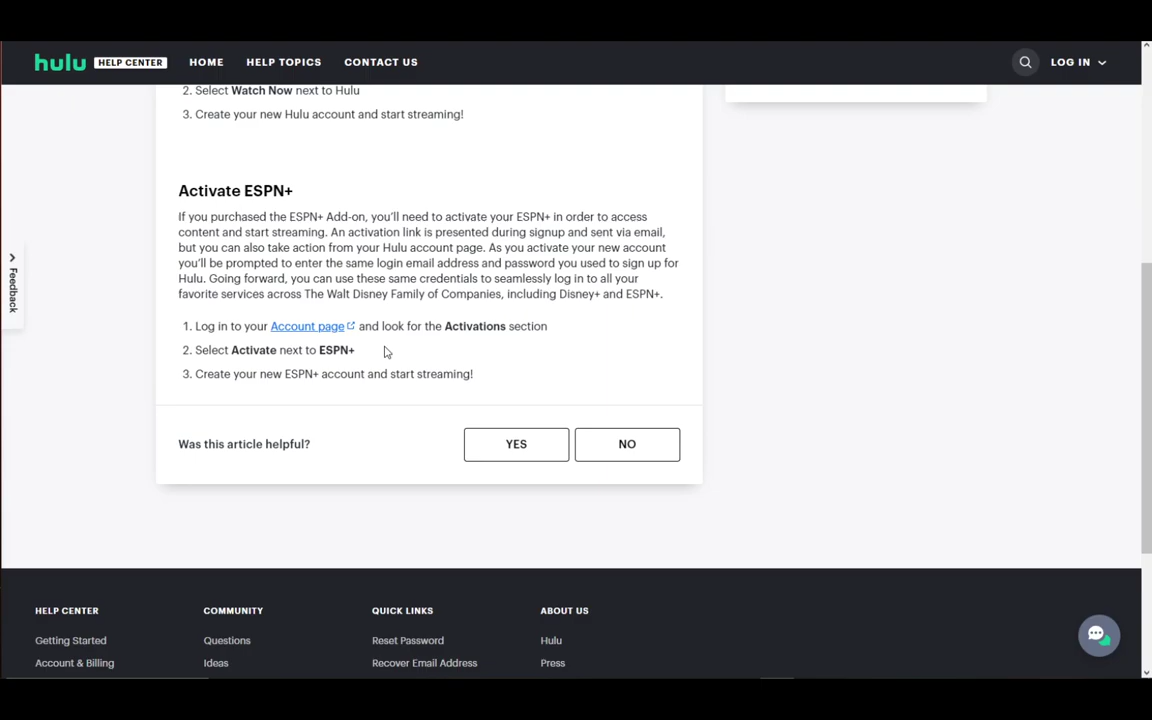 hulu HELP CENTER HOME HELP TOPICS CONTACT US LOG IN
2. Select Watch Now next to Hulu
3. Create your new Hulu account and start streaming!
Activate ESPN+
If you purchased the ESPN+ Add-on, you'll need to activate your ESPN+ in order to access
content and start streaming. An activation link is presented during signup and sent via email,
but you can also take action from your Hulu account page. As you activate your new account
you'll be prompted to enter the same login email address and password you used to sign up for
Hulu. Going forward, you can use these same credentials to seamlessly log in to all your
favorite services across The Walt Disney Family of Companies, including Disney+ and ESPN+.
1. Log in to your Account page and look for the Activations section
2. Select Activate next to ESPN+
3. Create your new ESPN+ account and start streaming!
Was this article helpful? YES NO
Feedback
HELP CENTER COMMUNITY QUICK LINKS ABOUT US
Getting Started Questions Reset Password Hulu
Account & Billing Ideas Recover Email Address Press